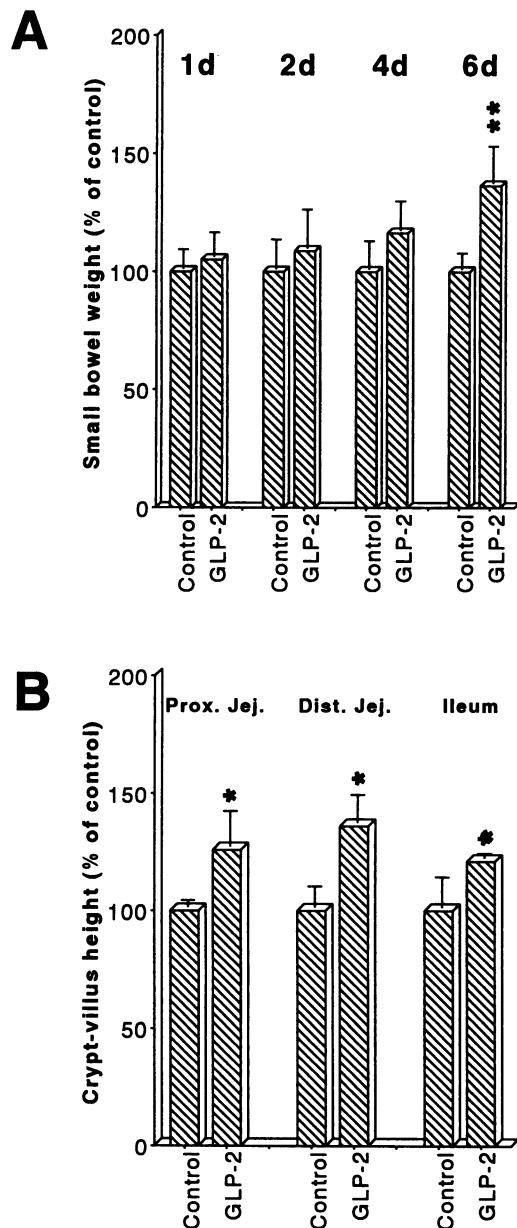 A
Small bowel weight (% of control)
200
150
100
50
0
1d 2d 4d 6d
**
Control GLP-2 Control GLP-2 Control GLP-2 Control GLP-2
B
Crypt-villus height (% of control)
200
150
100
50
0
Prox. Jej. Dist. Jej. Ileum
* * *
Control GLP-2 Control GLP-2 Control GLP-2